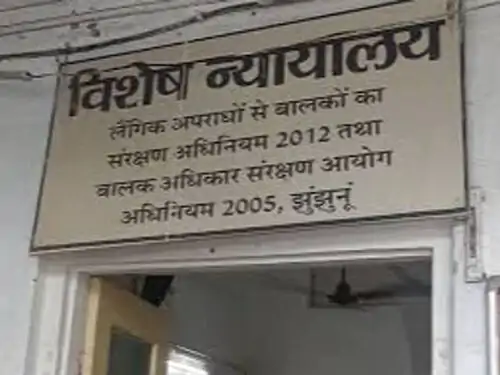 विशेष न्यायालय
लैंगिक अपराधों से बालकों का
संरक्षण अधिनियम 2012 तथा
बालक अधिकार संरक्षण आयोग
अधिनियम 2005, झुंझुनूं